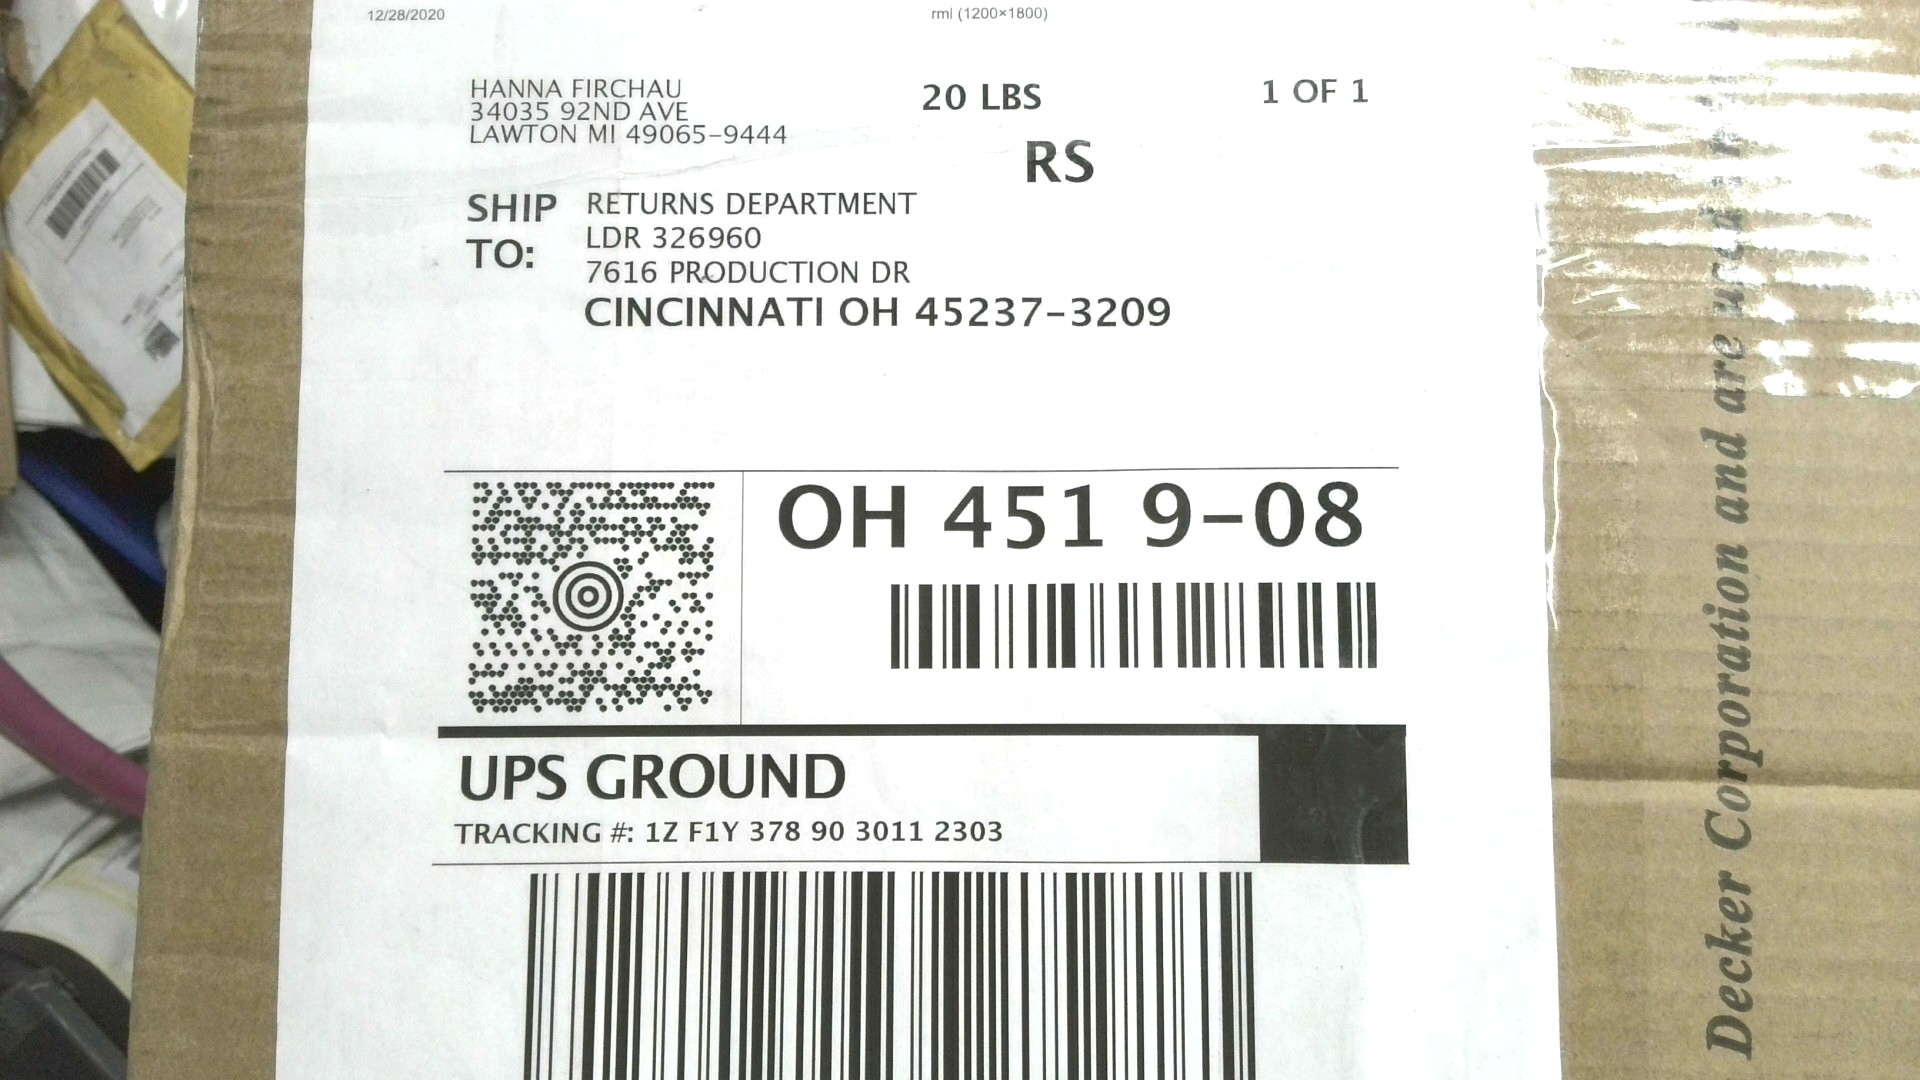 12/28/2020
rml (1200×1800)
HANNA FIRCHAU
34035 92ND AVE
LAWTON MI 49065-9444
20 LBS
1 OF 1
RS
SHIP TO:
RETURNS DEPARTMENT
LDR 326960
7616 PRODUCTION DR
CINCINNATI OH 45237-3209
OH 451 9-08
UPS GROUND
TRACKING #: 1Z F1Y 378 90 3011 2303
Decker Corporation and are used